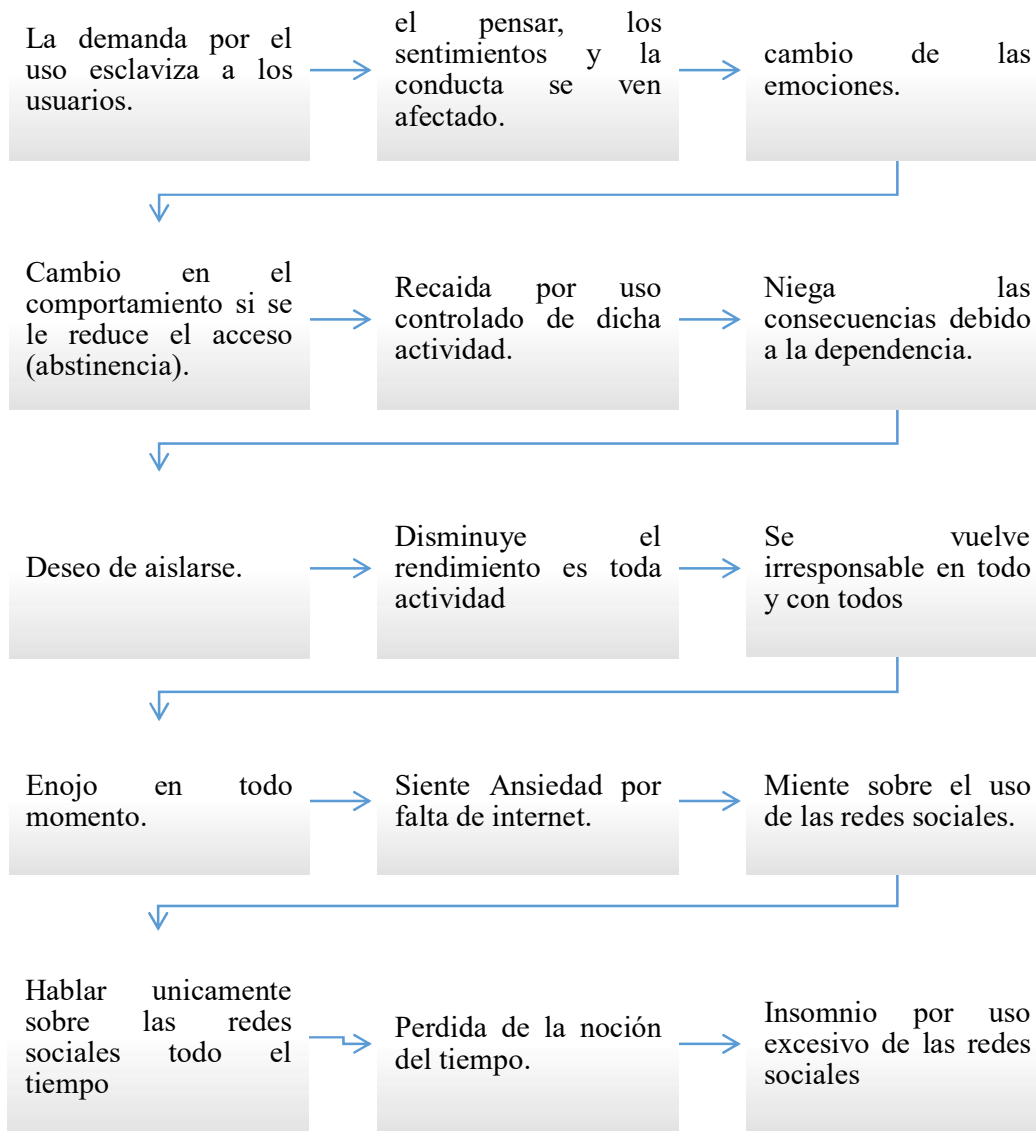 La demanda por el
uso esclaviza a los
usuarios.
el pensar, los
sentimientos y la
conducta se ven
afectado.
cambio de las
emociones.
Cambio en el
comportamiento si se
le reduce el acceso
(abstinencia).
Recaida por uso
controlado de dicha
actividad.
Niega las
consecuencias debido
a la dependencia.
Deseo de aislarse.
Disminuye el
rendimiento es toda
actividad
Se vuelve
irresponsable en todo
y con todos
Enojo en todo
momento.
Siente Ansiedad por
falta de internet.
Miente sobre el uso
de las redes sociales.
Hablar unicamente
sobre las redes
sociales todo el
tiempo
Perdida de la noción
del tiempo.
Insomnio por uso
excesivo de las redes
sociales